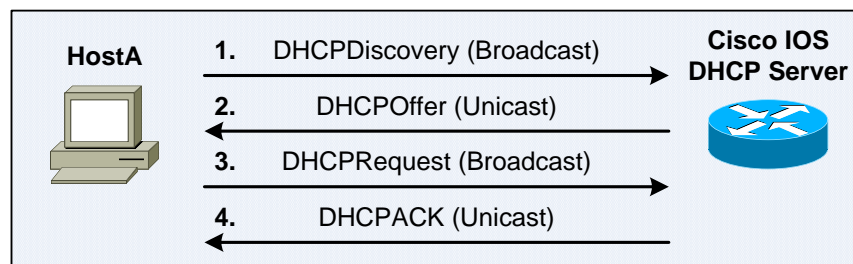 HostA
Cisco IOS
DHCP Server
1. DHCPDiscovery (Broadcast)
2. DHCPOffer (Unicast)
3. DHCPRequest (Broadcast)
4. DHCPACK (Unicast)